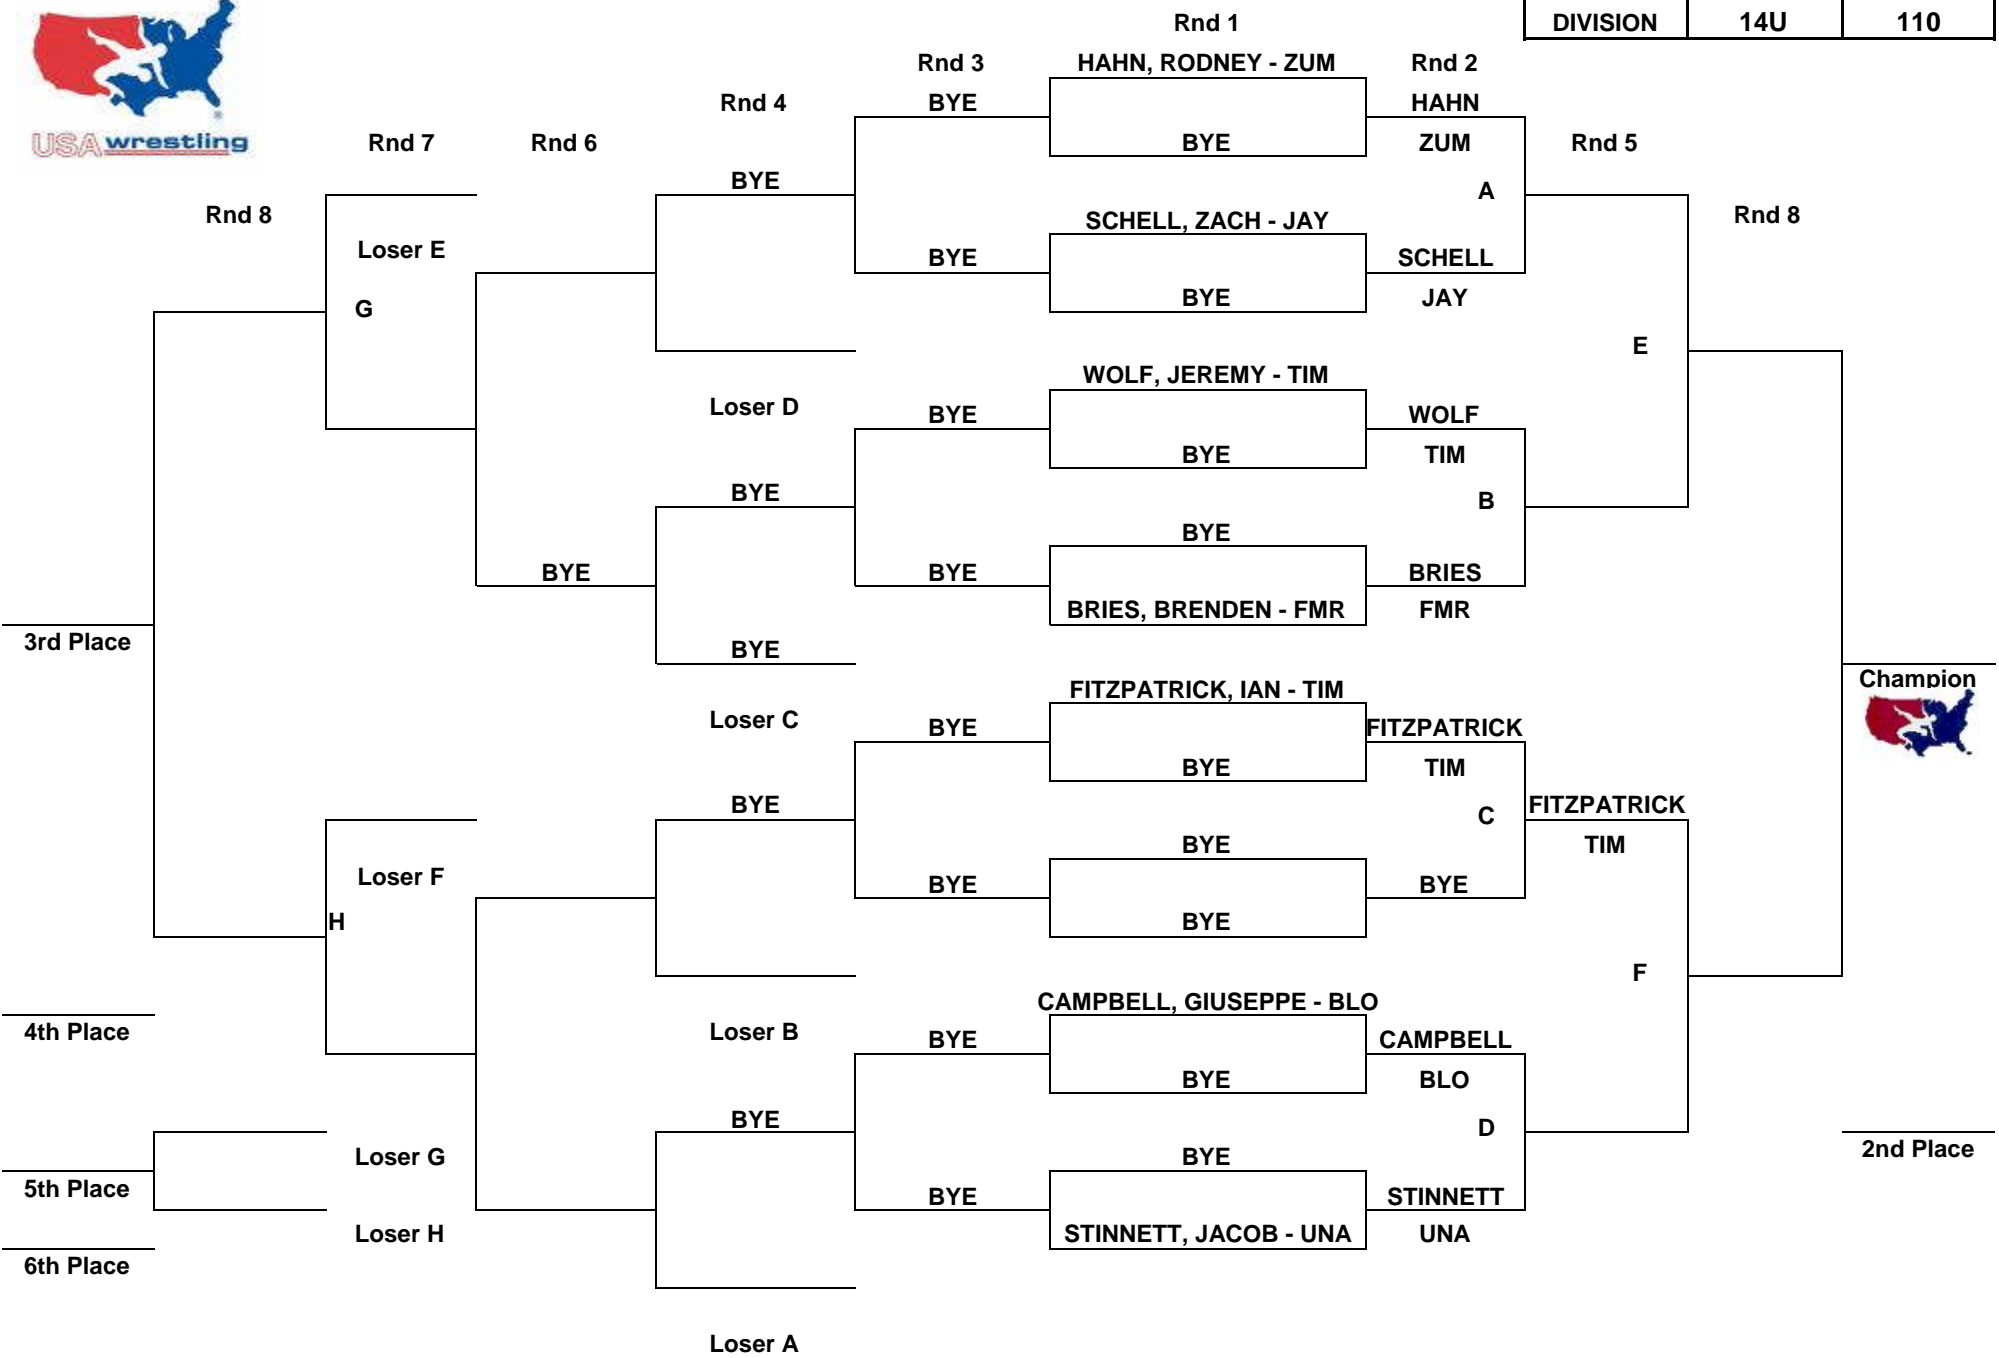 Rnd 1
DIVISION 14U 110
Rnd 3 HAHN, RODNEY - ZUM Rnd 2
Rnd 4 BYE HAHN
USA wrestling Rnd 7 Rnd 6 BYE ZUM Rnd 5
BYE A
Rnd 8 SCHELL, ZACH - JAY Rnd 8
Loser E BYE SCHELL
G BYE JAY
E
WOLF, JEREMY - TIM
Loser D BYE WOLF
BYE TIM
BYE B
BYE
BYE BYE BRIES
BRIES, BRENDEN - FMR FMR
3rd Place BYE
FITZPATRICK, IAN - TIM Champion
Loser C BYE FITZPATRICK
BYE TIM
BYE C FITZPATRICK
BYE TIM
Loser F BYE BYE
H BYE
F
CAMPBELL, GIUSEPPE - BLO
4th Place Loser B BYE CAMPBELL
BYE BLO
BYE D
Loser G BYE 2nd Place
5th Place BYE STINNETT
Loser H STINNETT, JACOB - UNA UNA
6th Place
Loser A